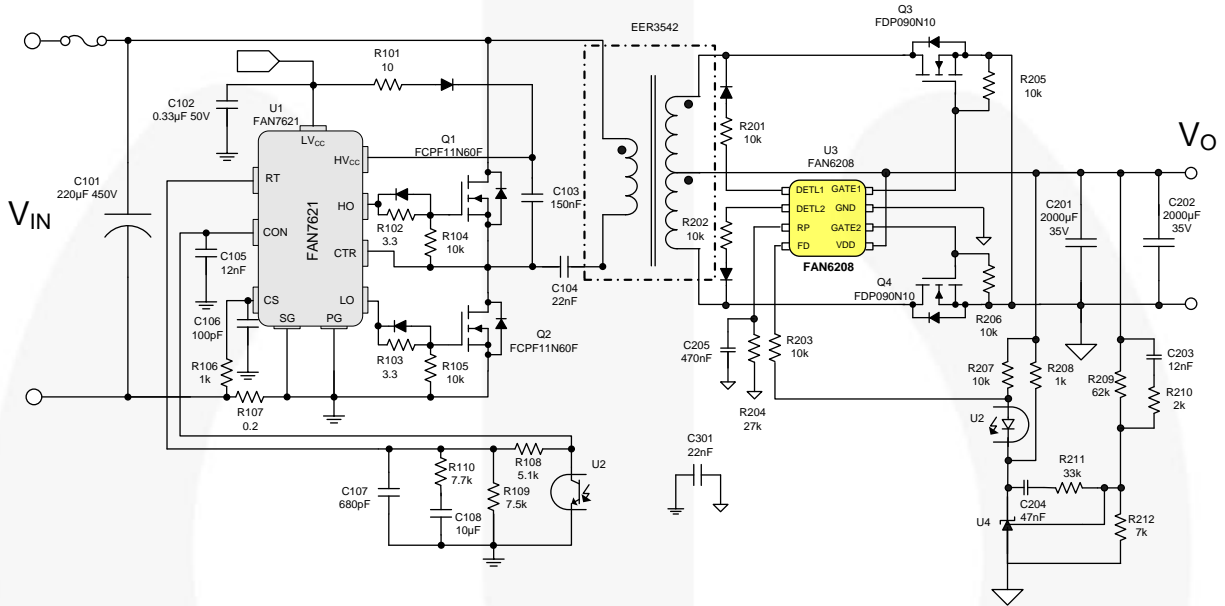 Q3
FDP090N10
EER3542
R101
10
R205
10k
C102
0.33µF 50V
U1
FAN7621
LVCC
R201
10k
U3
FAN6208
VO
Q1
FCPF11N60F
HVCC
C101
220µF 450V
RT
FAN7621
HO
C103
150nF
DETL1
GATE1
DETL2
GND
RP
GATE2
FD
VDD
FAN6208
C201
2000µF
35V
C202
2000µF
35V
VIN
R102
3.3
R104
10k
R202
10k
CON
CTR
C105
12nF
C104
22nF
Q4
FDP090N10
CS
LO
SG
PG
C106
100pF
Q2
FCPF11N60F
R206
10k
R103
3.3
R105
10k
C205
470nF
R203
10k
R106
1k
R107
0.2
R204
27k
R207
10k
R208
1k
R209
62k
C203
12nF
R210
2k
U2
C301
22nF
R108
5.1k
U2
R110
7.7k
R109
7.5k
C107
680pF
C108
10µF
R211
33k
C204
47nF
U4
R212
7k